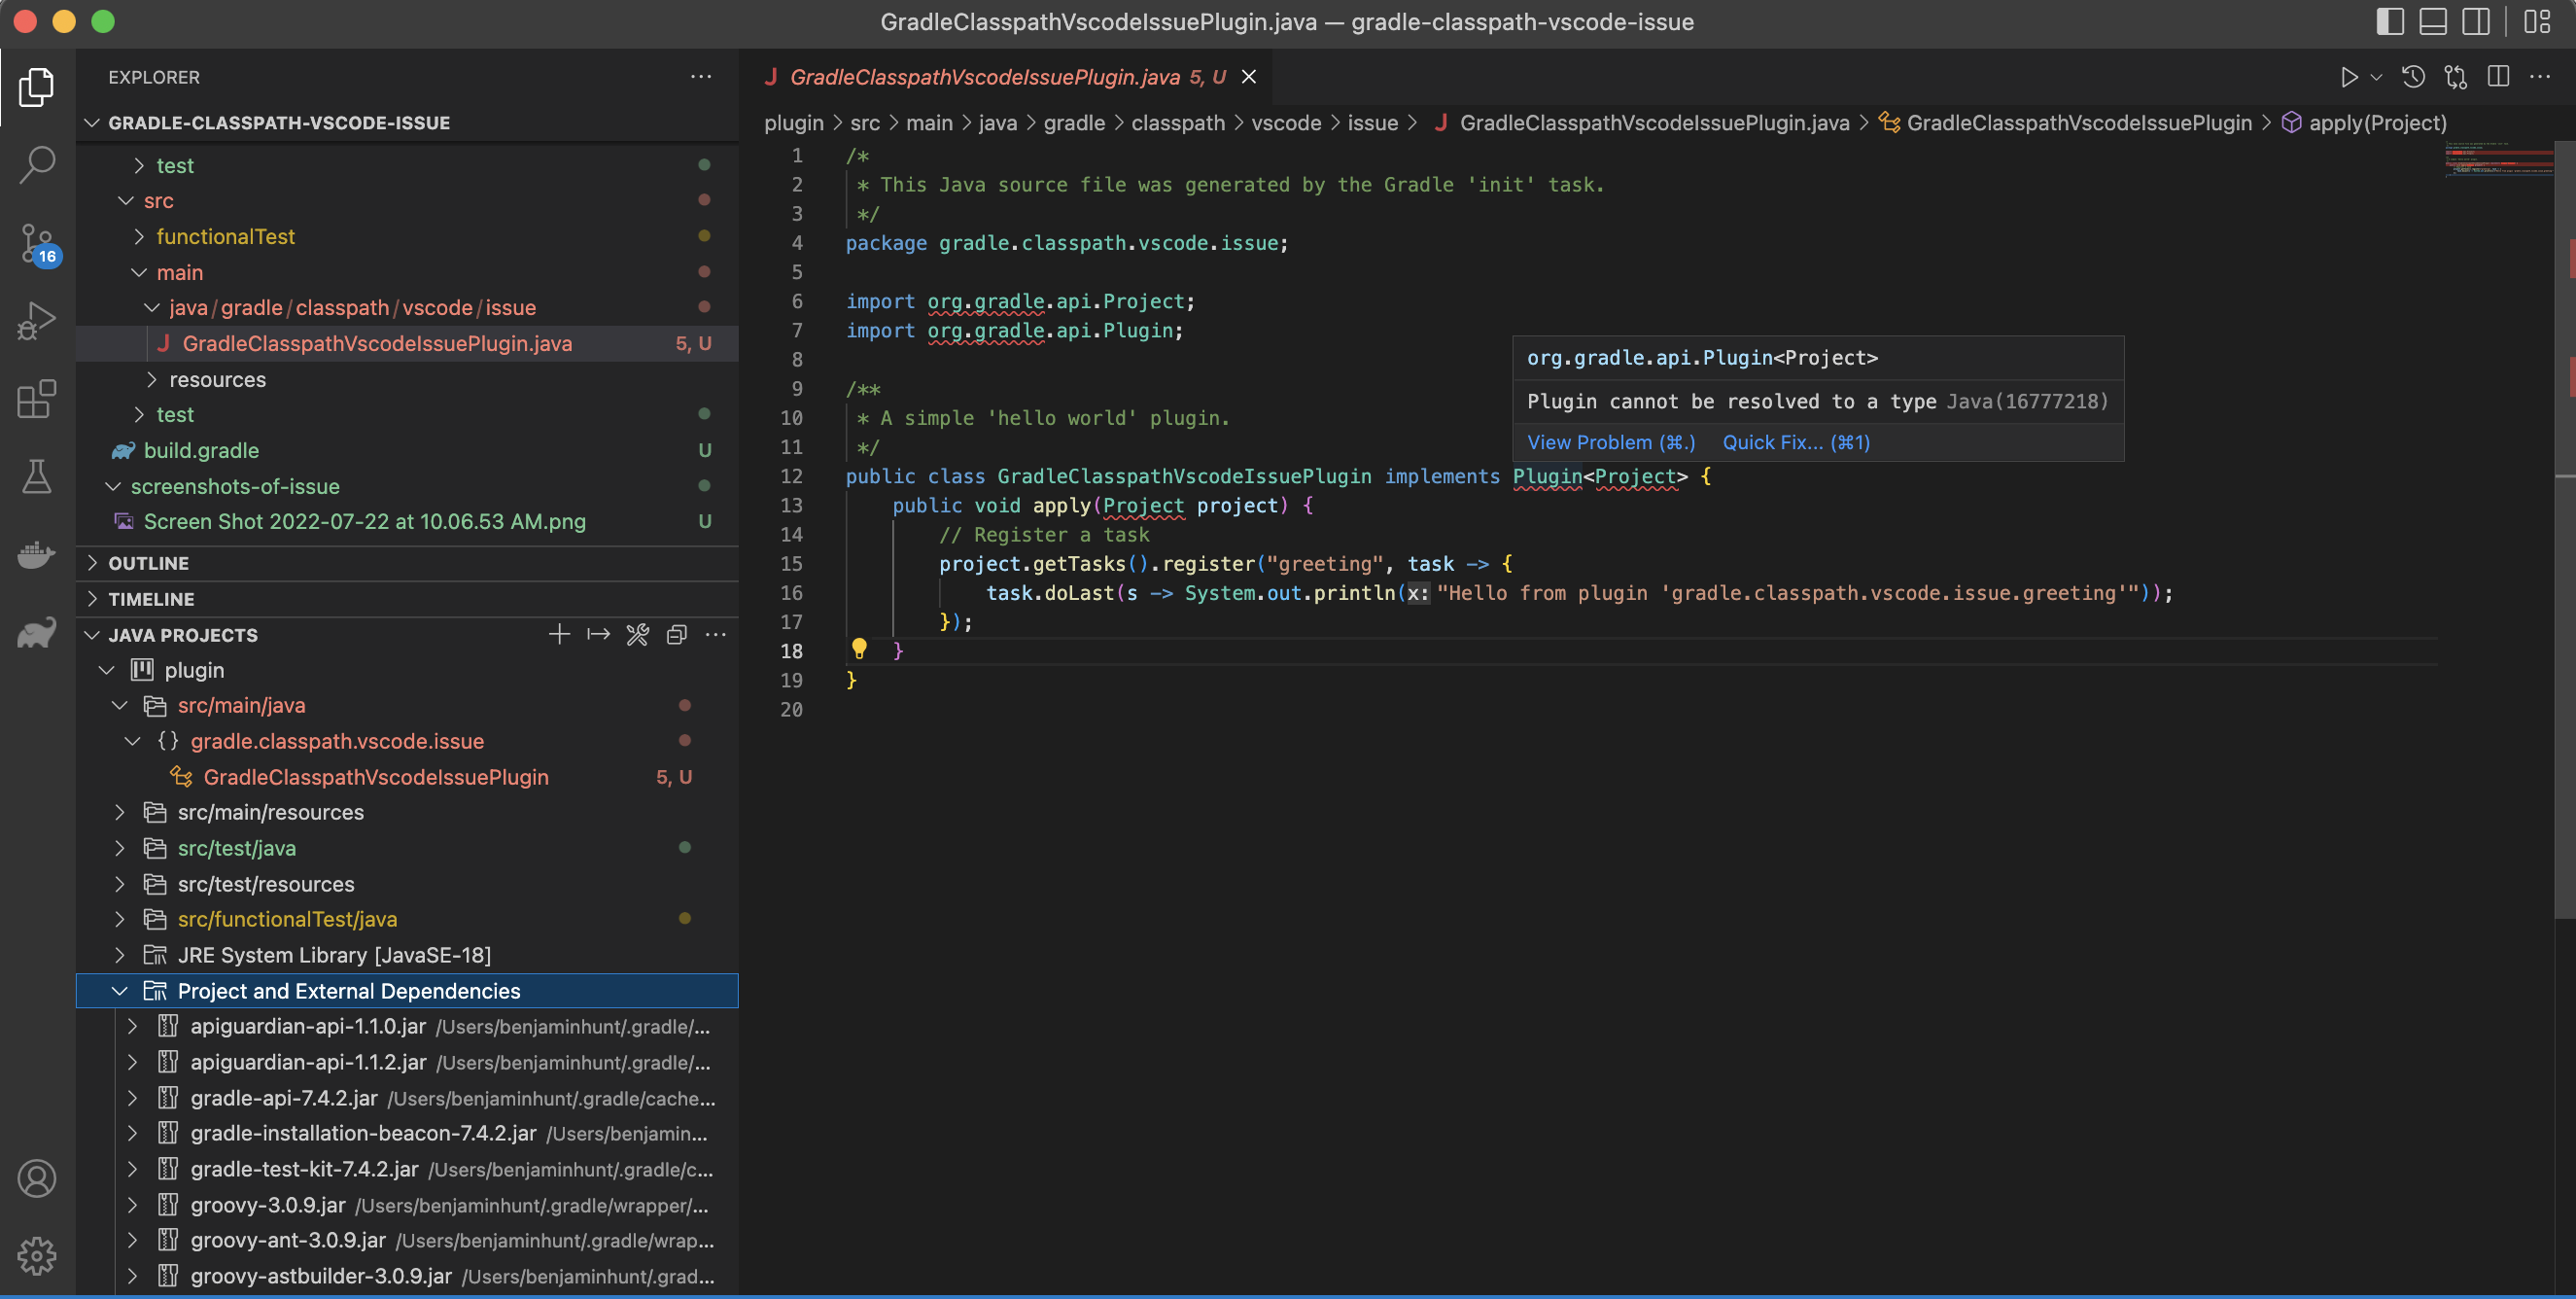 GradleClasspathVscodeIssuePlugin.java — gradle-classpath-vscode-issue
EXPLORER
GRADLE-CLASSPATH-VSCODE-ISSUE
test
src
functionalTest
main
java/gradle/classpath/vscode/issue
GradleClasspathVscodeIssuePlugin.java 5, U
resources
test
build.gradle U
screenshots-of-issue
Screen Shot 2022-07-22 at 10.06.53 AM.png U
OUTLINE
TIMELINE
JAVA PROJECTS
plugin
src/main/java
gradle.classpath.vscode.issue
GradleClasspathVscodeIssuePlugin 5, U
src/main/resources
src/test/java
src/test/resources
src/functionalTest/java
JRE System Library [JavaSE-18]
Project and External Dependencies
apiguardian-api-1.1.0.jar /Users/benjaminhunt/.gradle/...
apiguardian-api-1.1.2.jar /Users/benjaminhunt/.gradle/...
gradle-api-7.4.2.jar /Users/benjaminhunt/.gradle/cache...
gradle-installation-beacon-7.4.2.jar /Users/benjamin...
gradle-test-kit-7.4.2.jar /Users/benjaminhunt/.gradle/c...
groovy-3.0.9.jar /Users/benjaminhunt/.gradle/wrapper/...
groovy-ant-3.0.9.jar /Users/benjaminhunt/.gradle/wrap...
groovy-astbuilder-3.0.9.jar /Users/benjaminhunt/.grad...
16
J GradleClasspathVscodeIssuePlugin.java 5, U
plugin > src > main > java > gradle > classpath > vscode > issue > J GradleClasspathVscodeIssuePlugin.java > GradleClasspathVscodeIssuePlugin > apply(Project)
1 /*
2 * This Java source file was generated by the Gradle 'init' task.
3 */
4 package gradle.classpath.vscode.issue;
5
6 import org.gradle.api.Project;
7 import org.gradle.api.Plugin;
8
9 /**
10 * A simple 'hello world' plugin.
11 */
12 public class GradleClasspathVscodeIssuePlugin implements Plugin<Project> {
13 public void apply(Project project) {
14 // Register a task
15 project.getTasks().register("greeting", task -> {
16 task.doLast(s -> System.out.println(x: "Hello from plugin 'gradle.classpath.vscode.issue.greeting'"));
17 });
18 }
19 }
20
org.gradle.api.Plugin<Project>
Plugin cannot be resolved to a type Java(16777218)
View Problem (⌘.) Quick Fix... (⌘1)